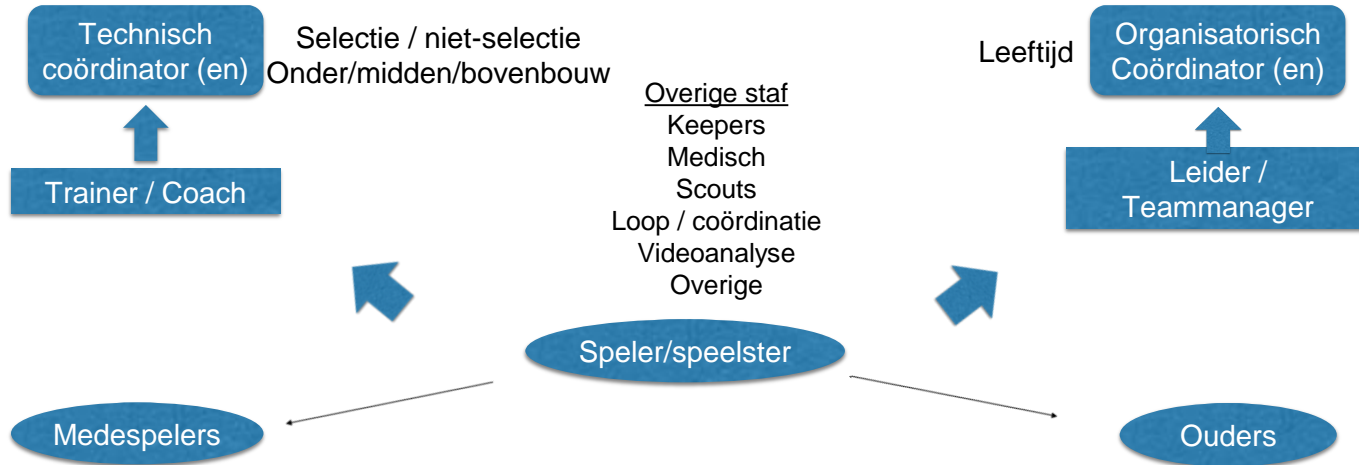 Technisch
coördinator (en)
Selectie / niet-selectie
Onder/midden/bovenbouw
Leeftijd
Organisatorisch
Coördinator (en)
Overige staf
Keepers
Medisch
Scouts
Loop / coördinatie
Videoanalyse
Overige
Trainer / Coach
Leider /
Teammanager
Speler/speelster
Medespelers
Ouders